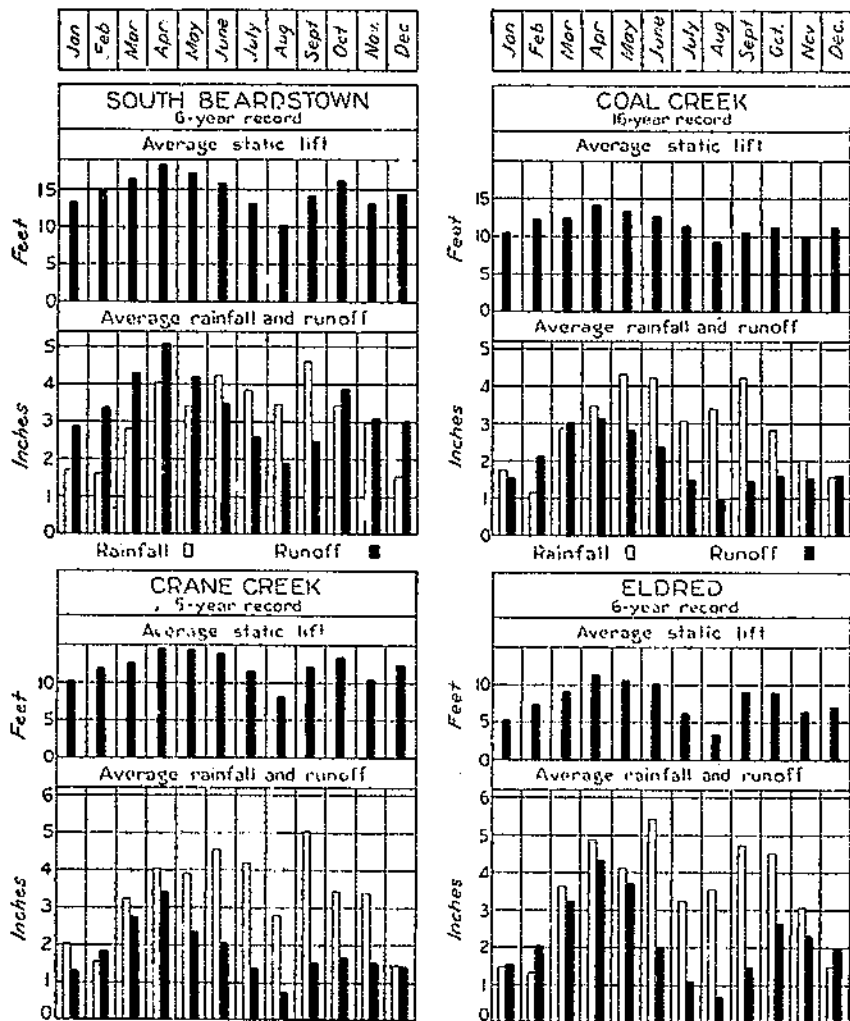 Jan Feb Mar Apr. May June July Aug Sept Oct Nov. Dec
SOUTH BEARDSTOWN
6-year record
Average static lift
15
10
5
0
Feet
Average rainfall and runoff
5
4
3
2
1
0
Inches
Rainfall Runoff
CRANE CREEK
5-year record
Average static lift
10
5
0
Feet
Average rainfall and runoff
6
5
4
3
2
1
0
Inches
Jan Feb Mar Apr May June July Aug Sept Oct. Nov Dec.
COAL CREEK
16-year record
Average static lift
15
10
5
0
Feet
Average rainfall and runoff
5
4
3
2
1
0
Inches
Rainfall Runoff
ELDRED
6-year record
Average static lift
10
5
0
Feet
Average rainfall and runoff
6
5
4
3
2
1
0
Inches